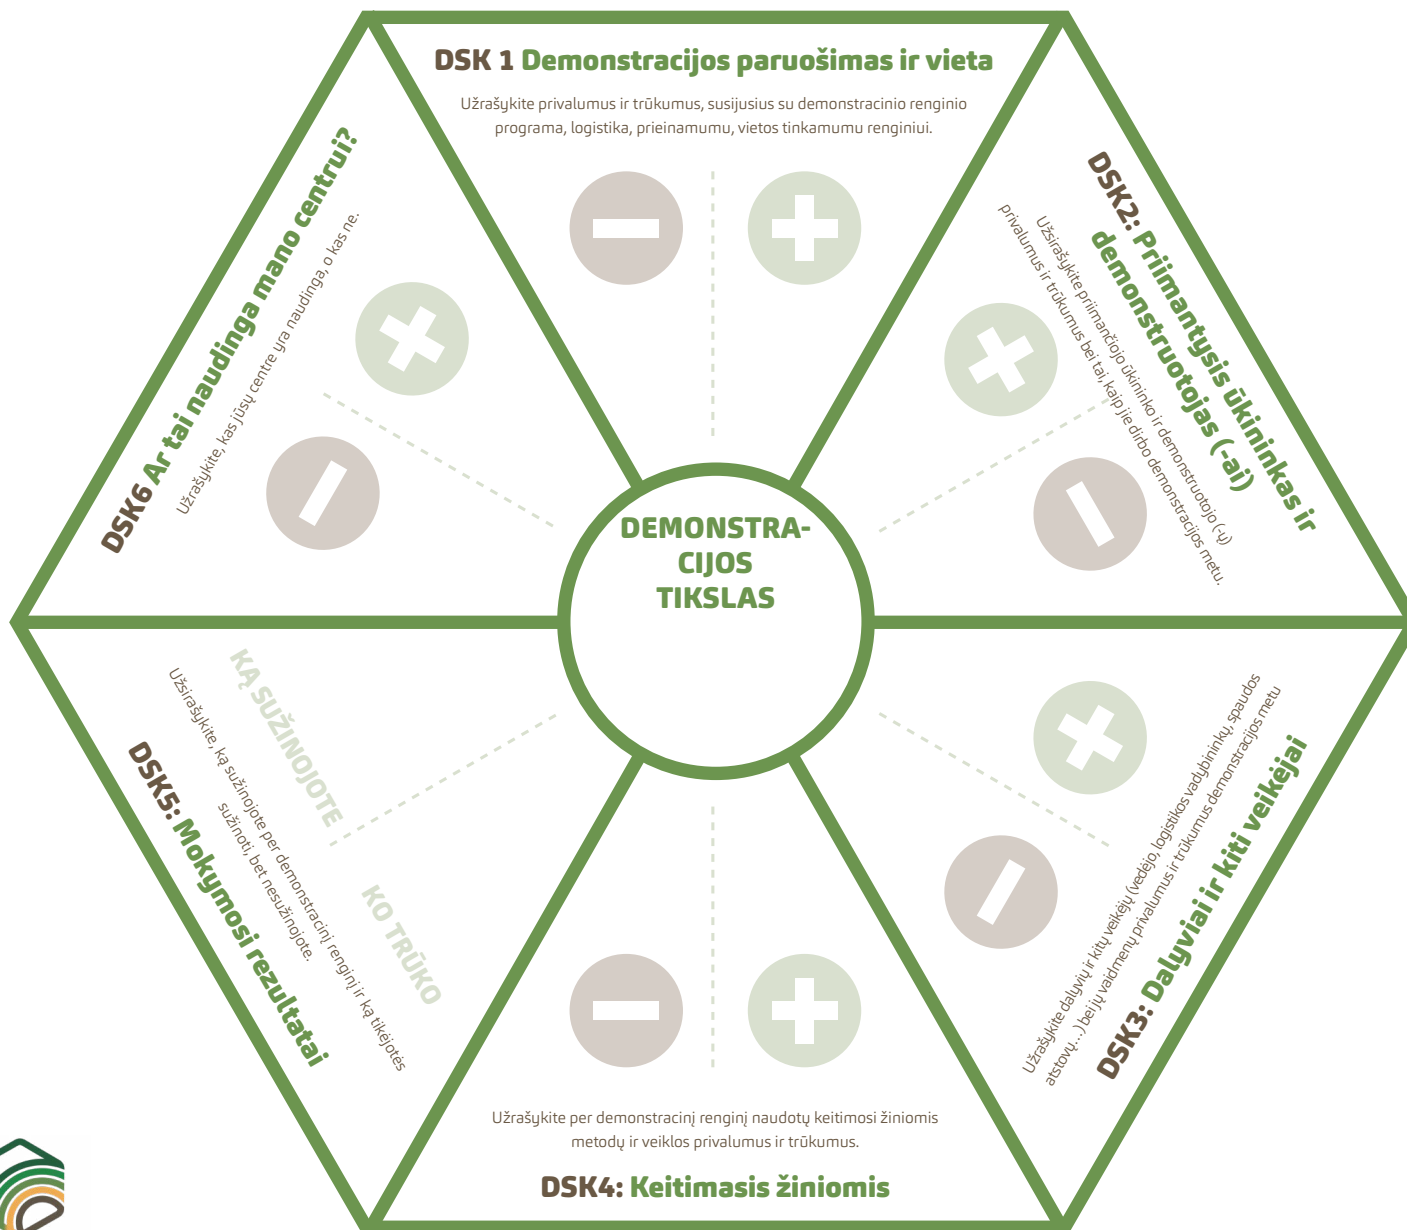 DSK 1 Demonstracijos paruošimas ir vieta
Užrašykite privalumus ir trūkumus, susijusius su demonstracinio renginio
programa, logistika, prieinamumu, vietos tinkamumu renginiui.
DSK2: Priimantysis ūkininkas ir
demonstruotojas (-ai)
Užsirašykite priimančiojo ūkininko ir demonstruotojo (-ų)
privalumus ir trūkumus bei tai, kaip jie dirbo demonstracijos metu.
Užrašykite dalyvių ir kitų veikėjų (vedėjo, logistikos vadybininkų, spaudos
atstovų...) bei jų vaidmenų privalumus ir trūkumus demonstracijos metu
DSK3: Dalyviai ir kiti veikėjai
Užrašykite per demonstracinį renginį naudotų keitimosi žiniomis
metodų ir veiklos privalumus ir trūkumus.
DSK4: Keitimasis žiniomis
KĄ SUŽINOJOTE
KO TRŪKO
Užsirašykite, ką sužinojote per demonstracinį renginį ir ką tikėjotės
sužinoti, bet nesužinojote.
DSK5: Mokymosi rezultatai
DSK6 Ar tai naudinga mano centrui?
Užrašykite, kas jūsų centre yra naudinga, o kas ne.
DEMONSTRA-
CIJOS
TIKSLAS